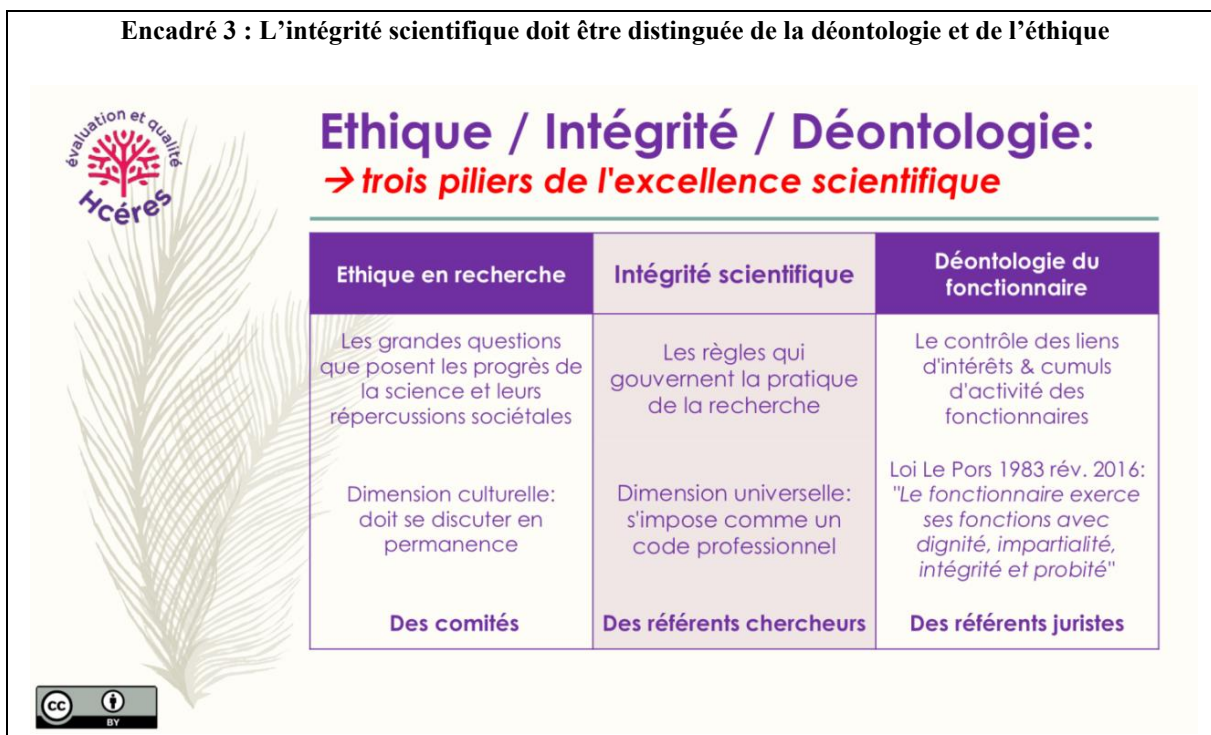 Encadré 3 : L’intégrité scientifique doit être distinguée de la déontologie et de l’éthique
évaluation et qualité
Hcéres
Ethique / Intégrité / Déontologie:
→ trois piliers de l'excellence scientifique
Ethique en recherche
Les grandes questions
que posent les progrès de
la science et leurs
répercussions sociétales
Dimension culturelle:
doit se discuter en
permanence
Des comités
Intégrité scientifique
Les règles qui
gouvernent la pratique
de la recherche
Dimension universelle:
s'impose comme un
code professionnel
Des référents chercheurs
Déontologie du
fonctionnaire
Le contrôle des liens
d'intérêts & cumuls
d'activité des
fonctionnaires
Loi Le Pors 1983 rév. 2016:
"Le fonctionnaire exerce
ses fonctions avec
dignité, impartialité,
intégrité et probité"
Des référents juristes
cc
BY